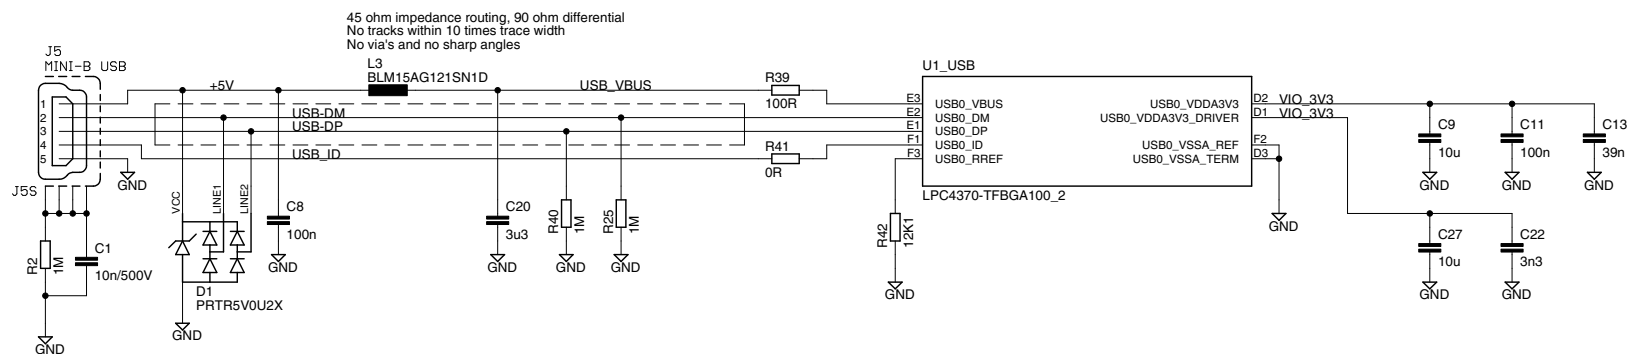 45 ohm impedance routing, 90 ohm differential
No tracks within 10 times trace width
No via's and no sharp angles
J5
MINI-B USB
L3
BLM15AG121SN1D
+5V
USB_VBUS
R39
100R
U1_USB
1
2
3
4
5
USB-DM
USB-DP
USB_ID
R41
0R
E3
E2
E1
F1
F3
USB0_VBUS
USB0_DM
USB0_DP
USB0_ID
USB0_RREF
USB0_VDDA3V3
USB0_VDDA3V3_DRIVER
USB0_VSSA_REF
USB0_VSSA_TERM
D2
D1
F2
D3
VIO_3V3
VIO_3V3
LPC4370-TFBGA100_2
C9
10u
GND
C11
100n
GND
C13
39n
GND
GND
J5S
R2
1M
C1
10n/500V
GND
VCC
LINE1
LINE2
D1
PRTR5V0U2X
GND
C8
100n
GND
C20
3u3
GND
R40
1M
GND
R25
1M
GND
R42
12K1
GND
GND
C27
10u
GND
C22
3n3
GND